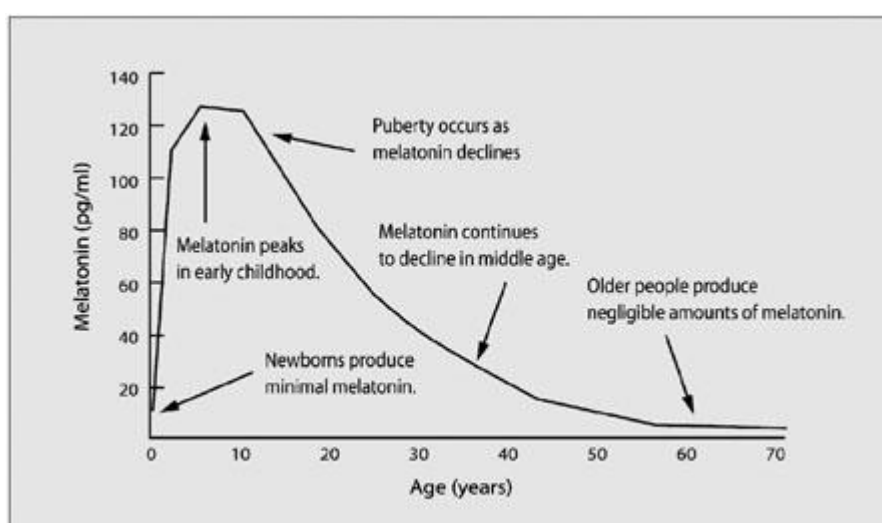 140
120
100
80
60
40
20
Melatonin (pg/ml)
Puberty occurs as
melatonin declines
Melatonin peaks
in early childhood.
Melatonin continues
to decline in middle age.
Older people produce
negligible amounts of melatonin.
Newborns produce
minimal melatonin.
0 10 20 30 40 50 60 70
Age (years)